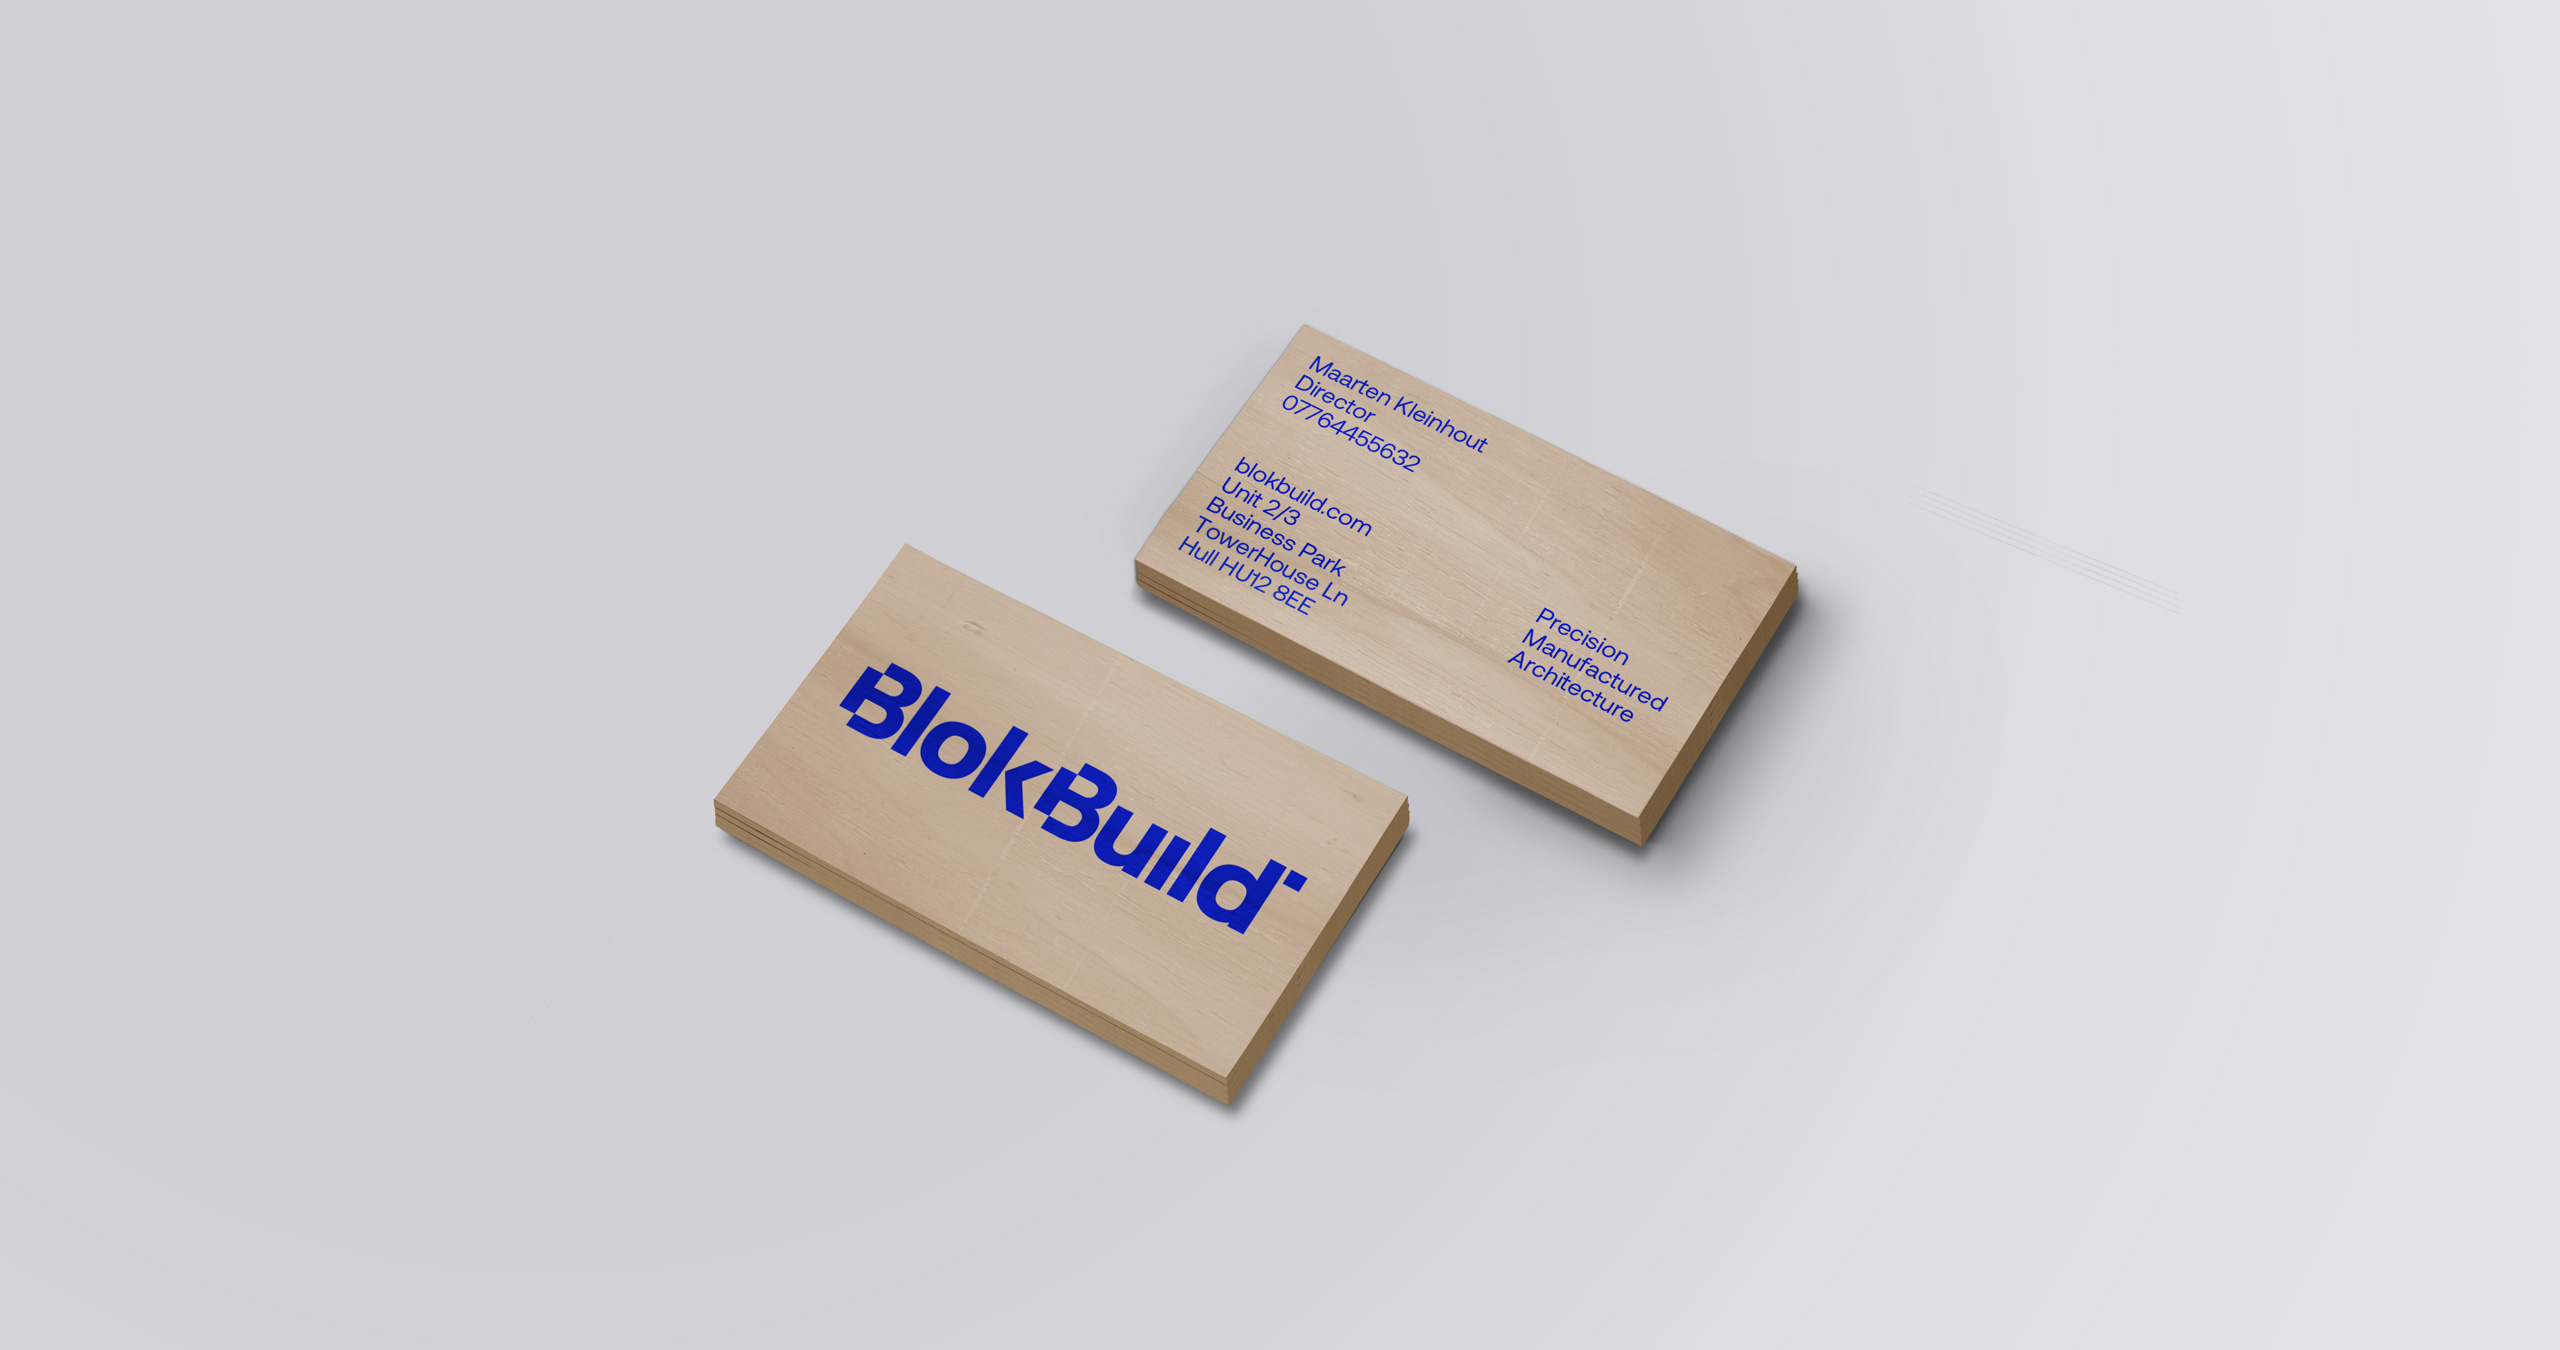 BlokBuild
Maarten Kleinhout
Director
07764455632
blokbuild.com
Unit 2/3
Business Park
TowerHouse Ln
Hull HU12 8EE
Precision
Manufactured
Architecture